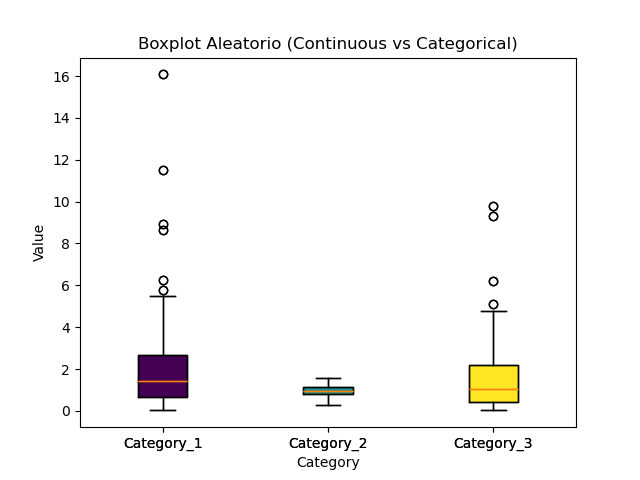 Boxplot Aleatorio (Continuous vs Categorical)
16
14
12
10
8
6
4
2
0
Value
Category_1 Category_2 Category_3
Category